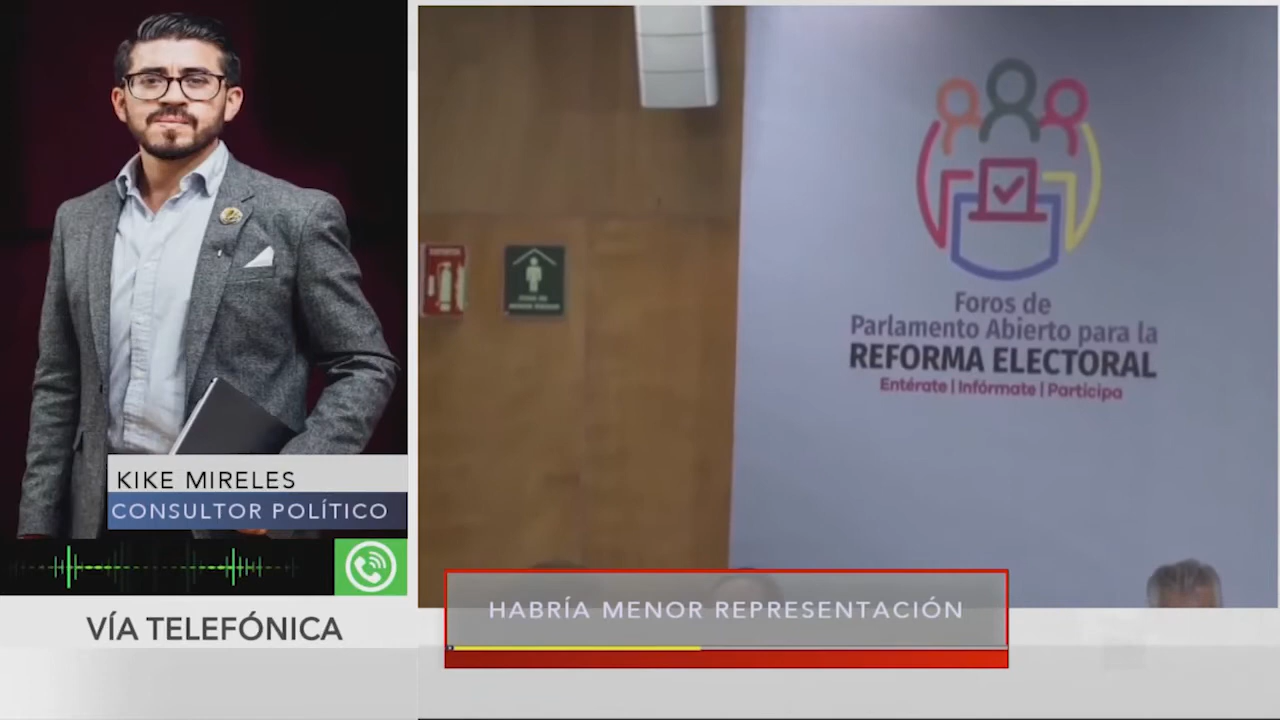 KIKE MIRELES
CONSULTOR POLÍTICO
VÍA TELEFÓNICA
Foros de
Parlamento Abierto para la
REFORMA ELECTORAL
Entérate | Infórmate | Participa
HABRÍA MENOR REPRESENTACIÓN